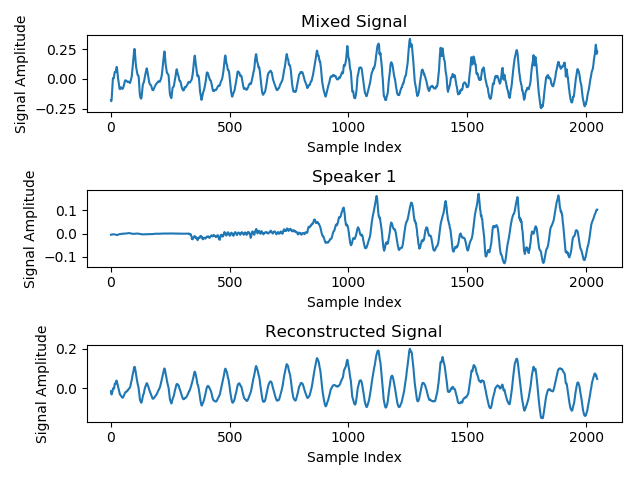 Mixed Signal
Signal Amplitude
0.25
0.00
−0.25
0
500
1000
1500
2000
Sample Index
Speaker 1
Signal Amplitude
0.1
0.0
−0.1
0
500
1000
1500
2000
Sample Index
Reconstructed Signal
Signal Amplitude
0.2
0.0
0
500
1000
1500
2000
Sample Index